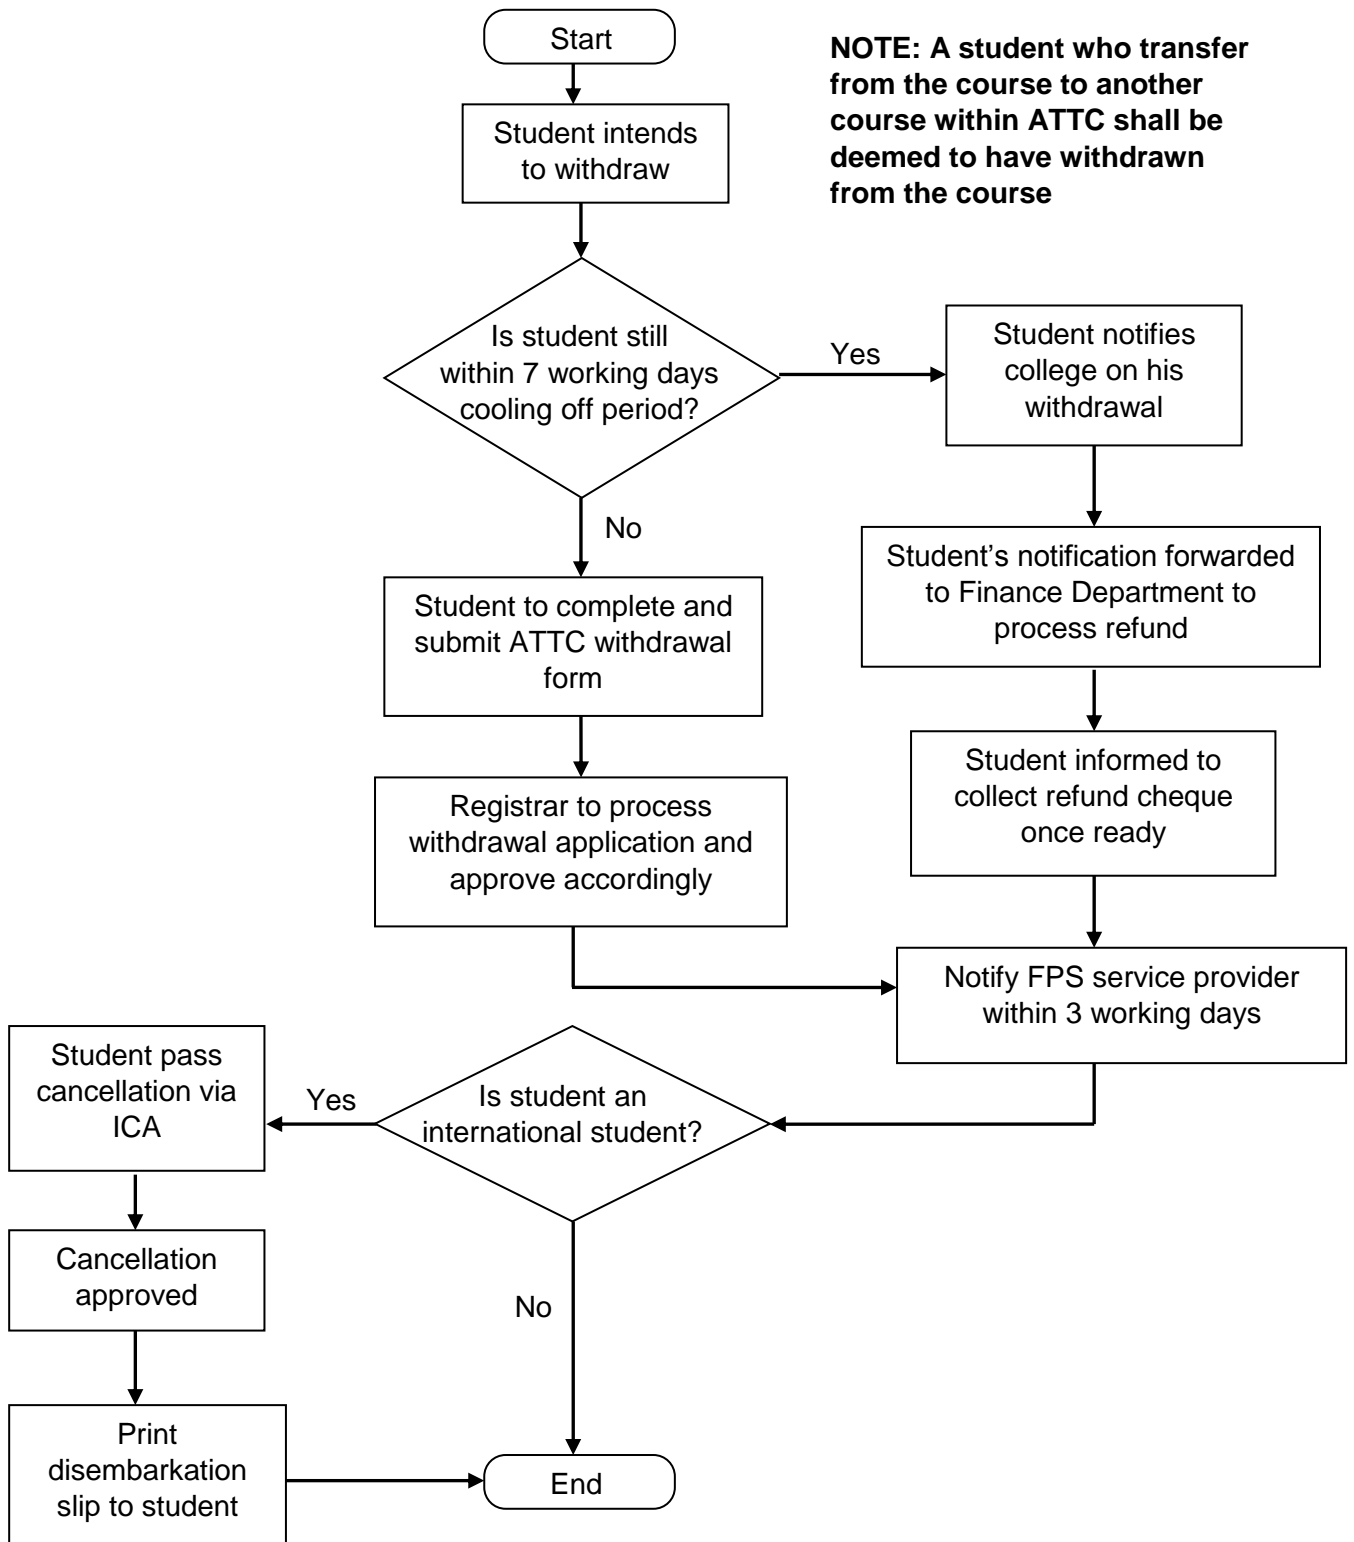 Start
NOTE: A student who transfer
from the course to another
course within ATTC shall be
deemed to have withdrawn
from the course
Student intends
to withdraw
Is student still
within 7 working days
cooling off period?
Yes
Student notifies
college on his
withdrawal
No
Student’s notification forwarded
to Finance Department to
process refund
Student to complete and
submit ATTC withdrawal
form
Student informed to
collect refund cheque
once ready
Registrar to process
withdrawal application and
approve accordingly
Notify FPS service provider
within 3 working days
Student pass
cancellation via
ICA
Yes
Is student an
international student?
Cancellation
approved
No
Print
disembarkation
slip to student
End